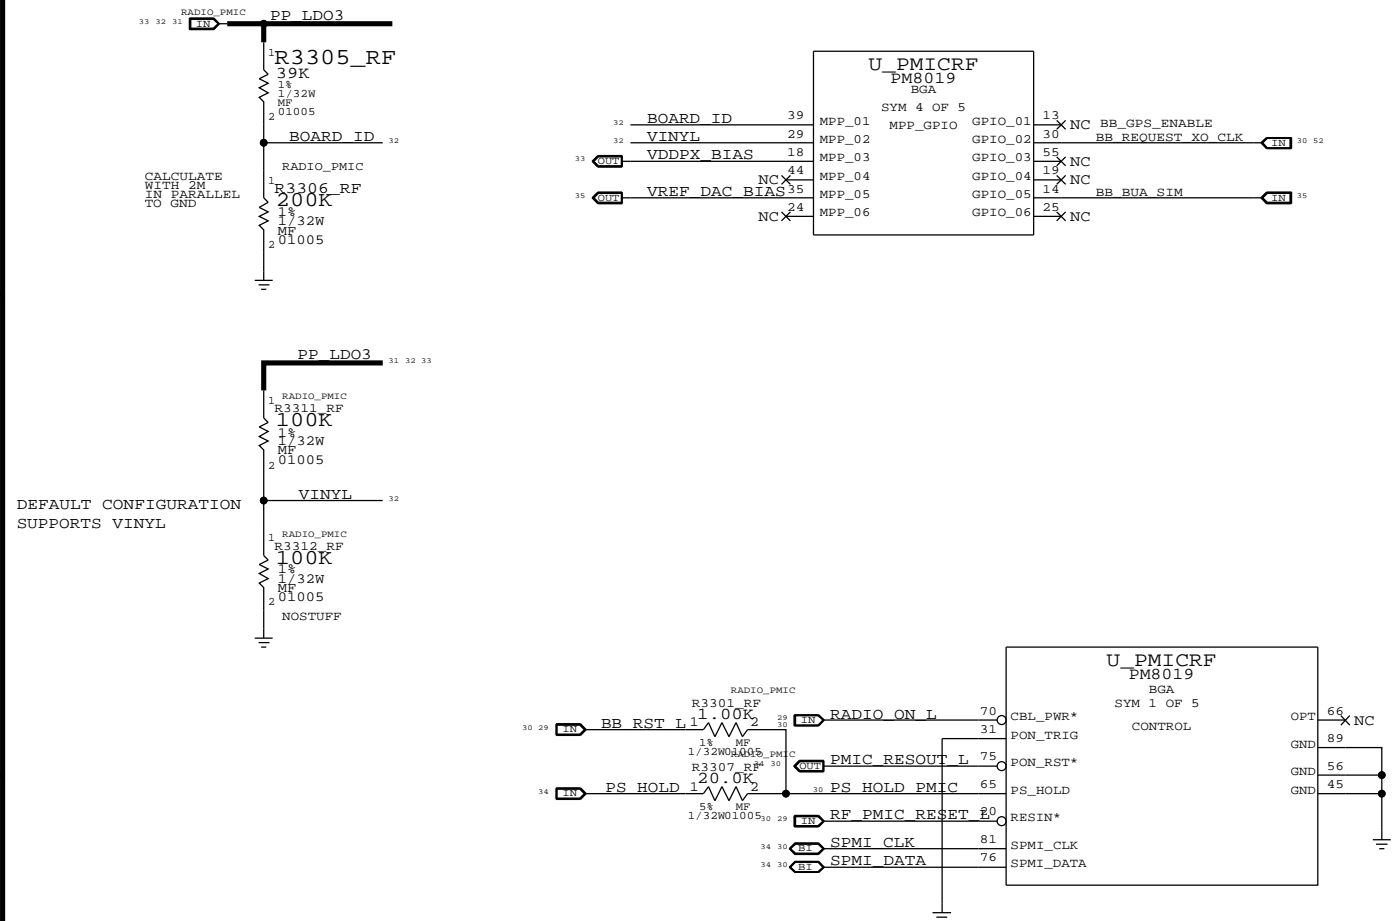 33 32 31 IN RADIO_PMIC PP_LDO3
1
R3305_RF
39K
1%
1/32W
MF
01005
2
BOARD_ID 32
RADIO_PMIC
CALCULATE
WITH 2M
IN PARALLEL
TO GND
1
R3306_RF
200K
1%
1/32W
MF
01005
2
U_PMICRF
PM8019
BGA
SYM 4 OF 5
MPP_GPIO
32 BOARD_ID 39 MPP_01
32 VINYL 29 MPP_02
33 OUT VDDPX_BIAS 18 MPP_03
NC 44 MPP_04
35 OUT VREF_DAC_BIAS 35 MPP_05
NC 24 MPP_06
GPIO_01 13 NC BB_GPS_ENABLE
GPIO_02 30 BB_REQUEST_XO_CLK IN 30 52
GPIO_03 55 NC
GPIO_04 19 NC
GPIO_05 14 BB_BUA_SIM IN 35
GPIO_06 25 NC
PP_LDO3 31 32 33
RADIO_PMIC
1
R3311_RF
100K
1%
1/32W
MF
01005
2
VINYL 32
DEFAULT CONFIGURATION
SUPPORTS VINYL
RADIO_PMIC
1
R3312_RF
100K
1%
1/32W
MF
01005
2
NOSTUFF
U_PMICRF
PM8019
BGA
SYM 1 OF 5
CONTROL
RADIO_PMIC
R3301_RF
1.00K
30 29 IN BB_RST_L 1 2
1% MF
1/32W 01005
RADIO_PMIC
R3307_RF
20.0K
34 IN PS_HOLD 1 2
5% MF
1/32W 01005
29 30 IN RADIO_ON_L 70 CBL_PWR*
31 PON_TRIG
34 30 OUT PMIC_RESOUT_L 75 PON_RST*
30 PS_HOLD_PMIC 65 PS_HOLD
30 29 IN RF_PMIC_RESET_L 20 RESIN*
34 30 BI SPMI_CLK 81 SPMI_CLK
34 30 BI SPMI_DATA 76 SPMI_DATA
OPT 66 NC
GND 89
GND 56
GND 45